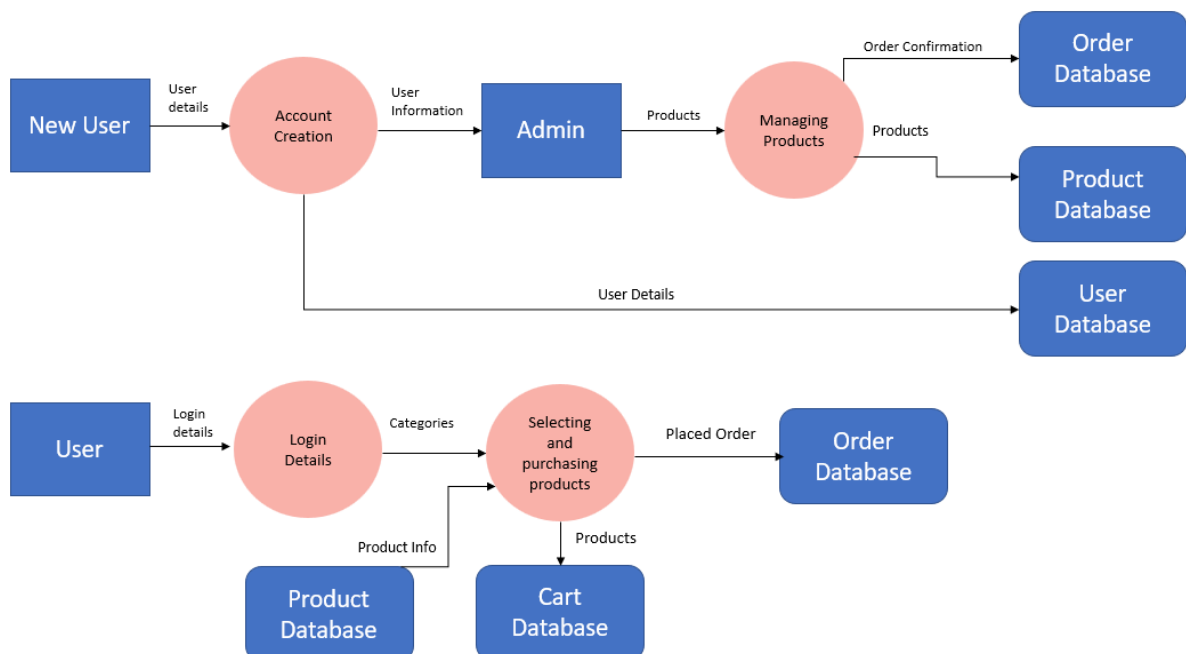 Order Confirmation
Order
Database
User
details
New User
Account
Creation
User
Information
Admin
Products
Managing
Products
Products
Product
Database
User Details
User
Database
User
Login
details
Login
Details
Categories
Selecting
and
purchasing
products
Placed Order
Order
Database
Product Info
Product
Database
Products
Cart
Database